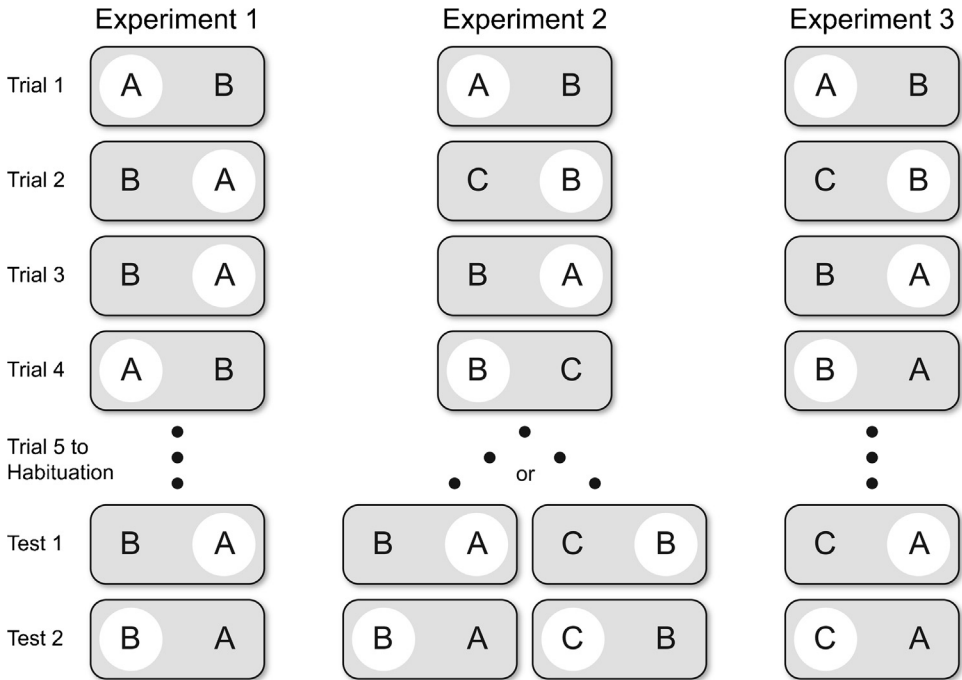 Experiment 1 Experiment 2 Experiment 3
Trial 1 A B A B A B
Trial 2 B A C B C B
Trial 3 B A B A B A
Trial 4 A B B C B A
Trial 5 to
Habituation
or
Test 1 B A B A C B C A
Test 2 B A B A C B C A